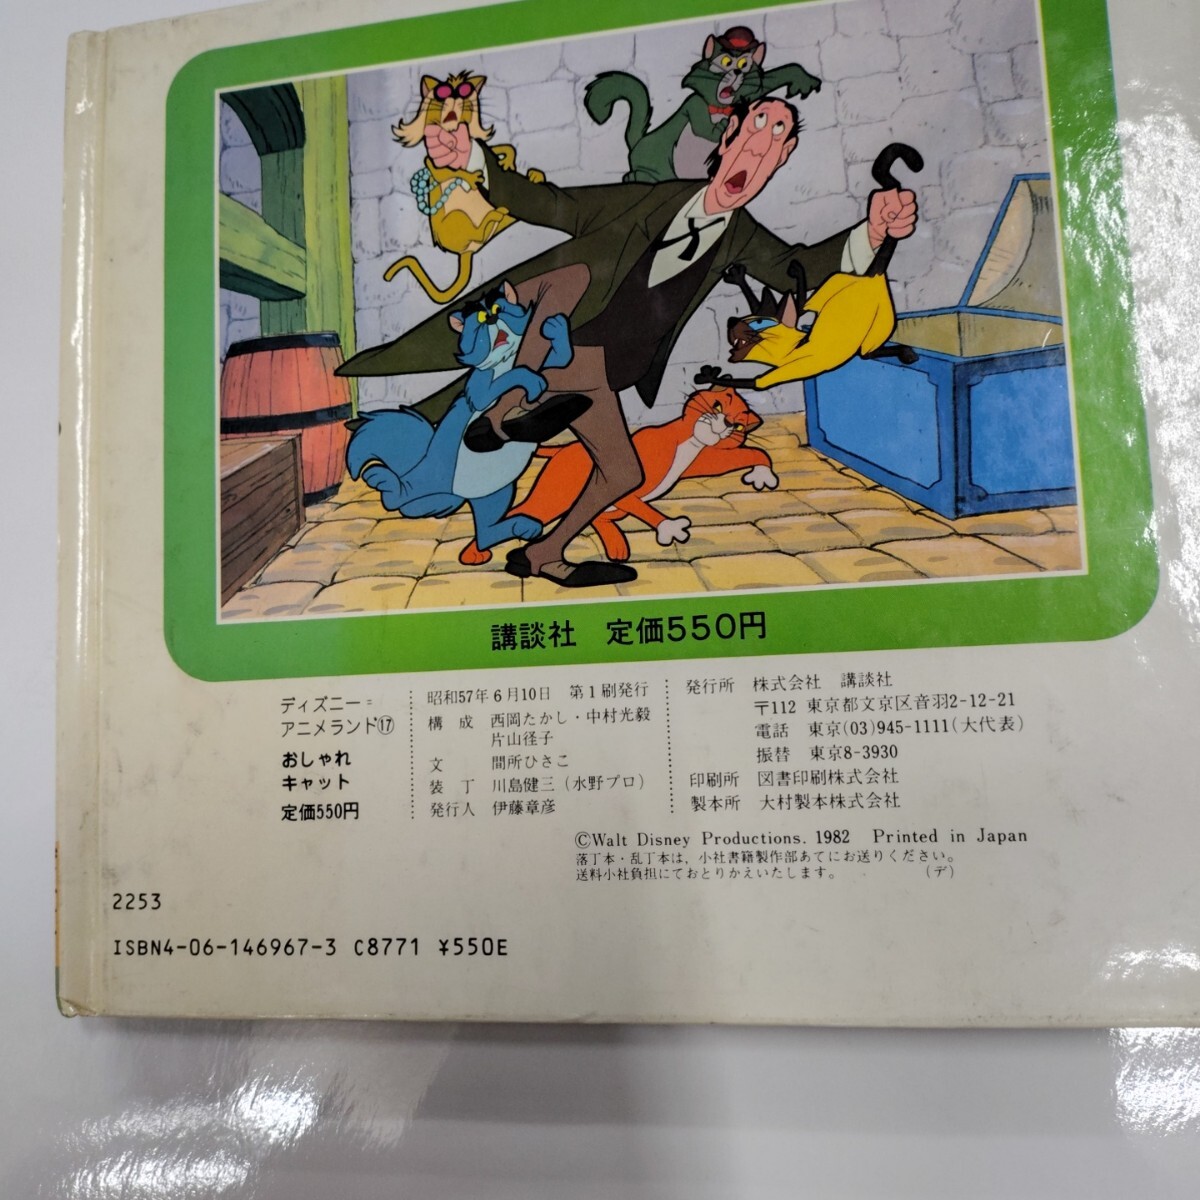 講談社 定価550円
ディズニー=
アニメランド⑰
おしゃれ
キャット
定価550円
昭和57年6月10日 第1刷発行
構成 西岡たかし・中村光毅
片山径子
文 間所ひさこ
装丁 川島健三(水野プロ)
発行人 伊藤章彦
発行所 株式会社 講談社
〒112 東京都文京区音羽2-12-21
電話 東京(03)945-1111(大代表)
振替 東京8-3930
印刷所 図書印刷株式会社
製本所 大村製本株式会社
©Walt Disney Productions. 1982 Printed in Japan
落丁本・乱丁本は、小社書籍製作部あてにお送りください。
送料小社負担にておとりかえいたします。 (デ)
2253
ISBN4-06-146967-3 C8771 ¥550E